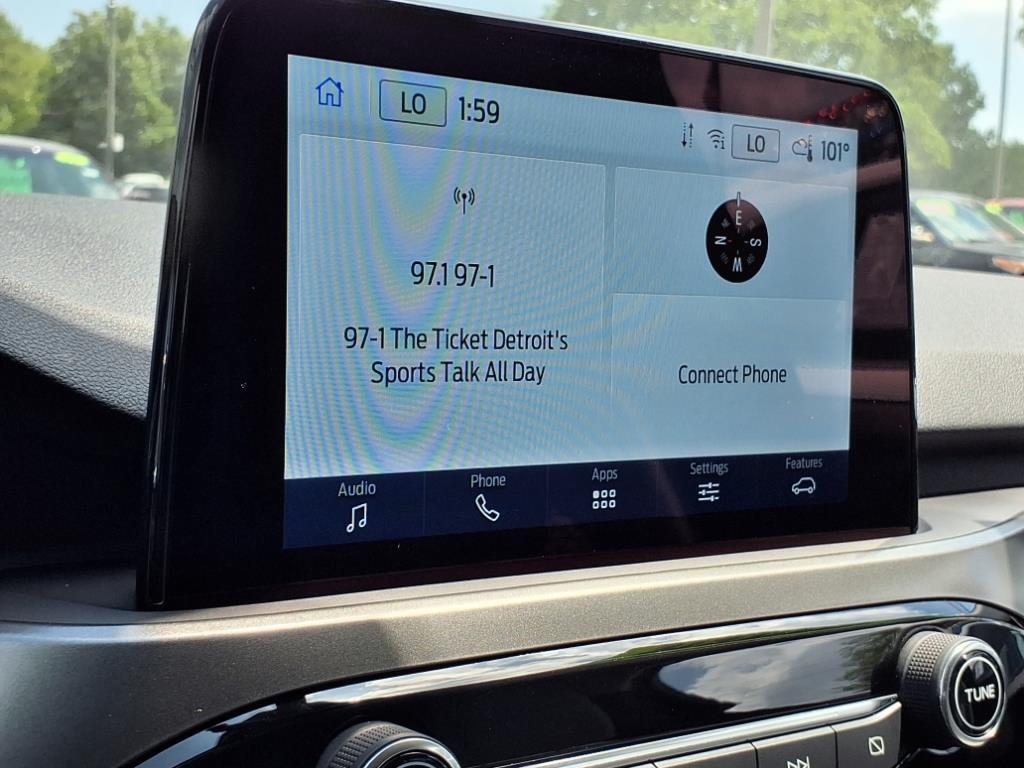 LO 1:59
LO 101°
97.1 97-1
97-1 The Ticket Detroit's
Sports Talk All Day
E
N S
W
Connect Phone
Audio Phone Apps Settings Features
TUNE